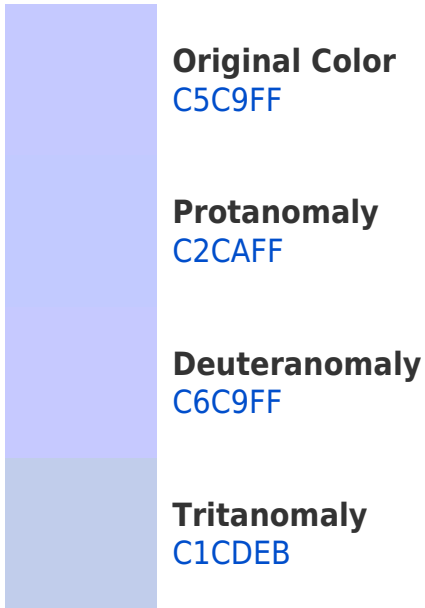 Original Color
C5C9FF
Protanomaly
C2CAFF
Deuteranomaly
C6C9FF
Tritanomaly
C1CDEB